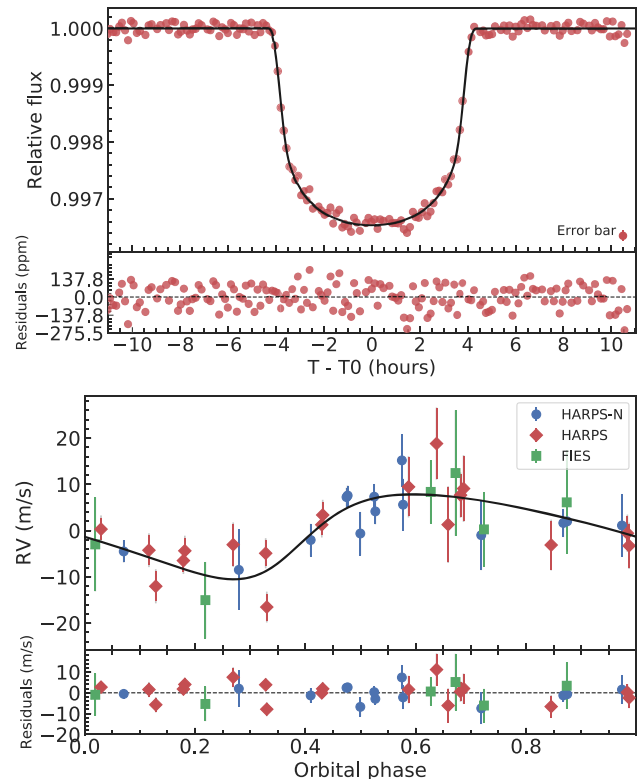 1.000
0.999
0.998
0.997
Relative flux
Error bar
137.8
0.0
−137.8
−275.5
Residuals (ppm)
−10 −8 −6 −4 −2 0 2 4 6 8 10
T - T0 (hours)
HARPS-N
HARPS
FIES
20
10
0
−10
−20
RV (m/s)
10
0
−10
−20
Residuals (m/s)
0.0 0.2 0.4 0.6 0.8
Orbital phase